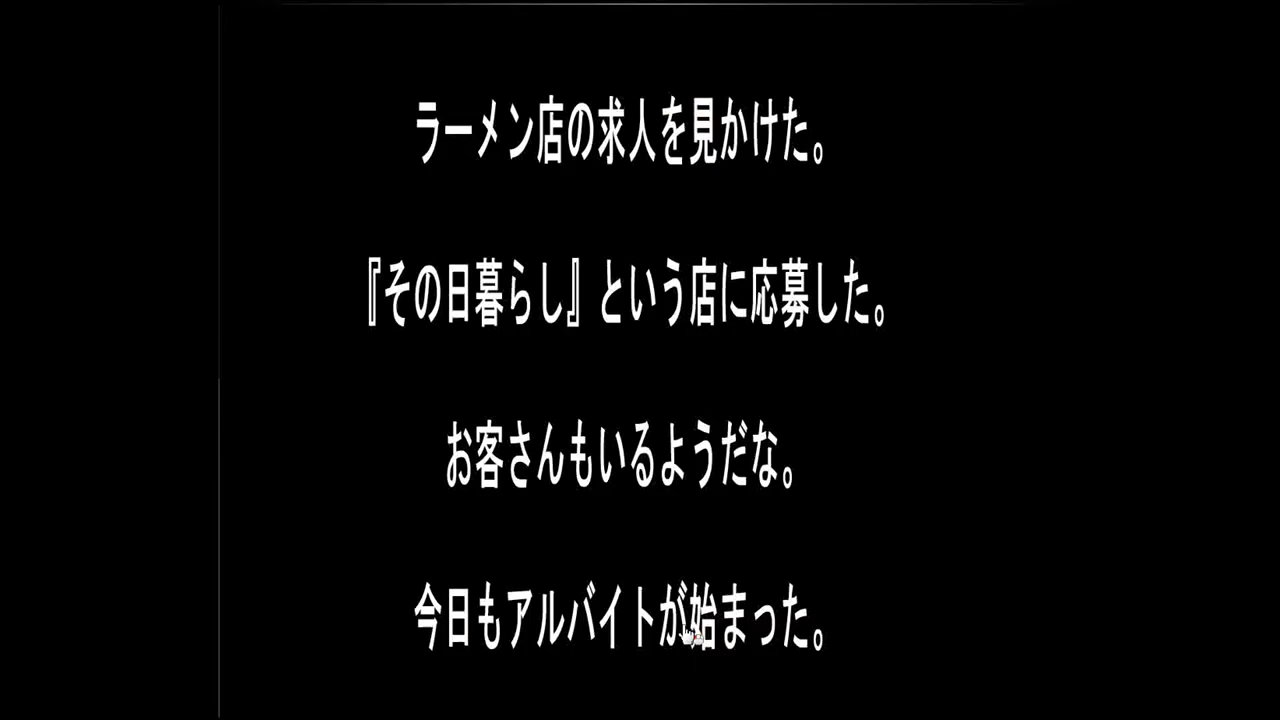 ラーメン店の求人を見かけた。
『その日暮らし』という店に応募した。
お客さんもいるようだな。
今日もアルバイトが始まった。